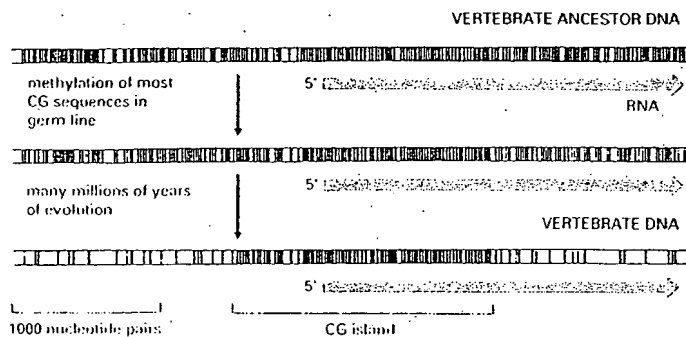 VERTEBRATE ANCESTOR DNA
methylation of most
CG sequences in
germ line
5'
RNA
5'
many millions of years
of evolution
VERTEBRATE DNA
5'
1000 nucleotide pairs
CG island